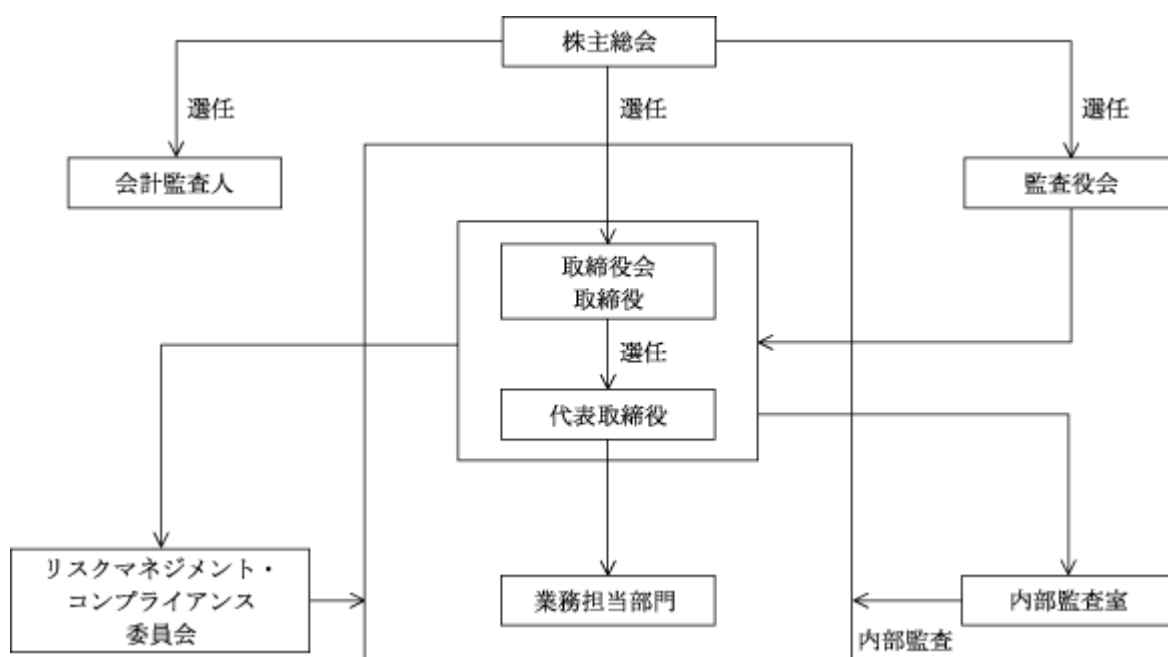 株主総会
選任
選任
選任
会計監査人
監査役会
取締役会
取締役
選任
代表取締役
リスクマネジメント・
コンプライアンス
委員会
業務担当部門
内部監査室
内部監査